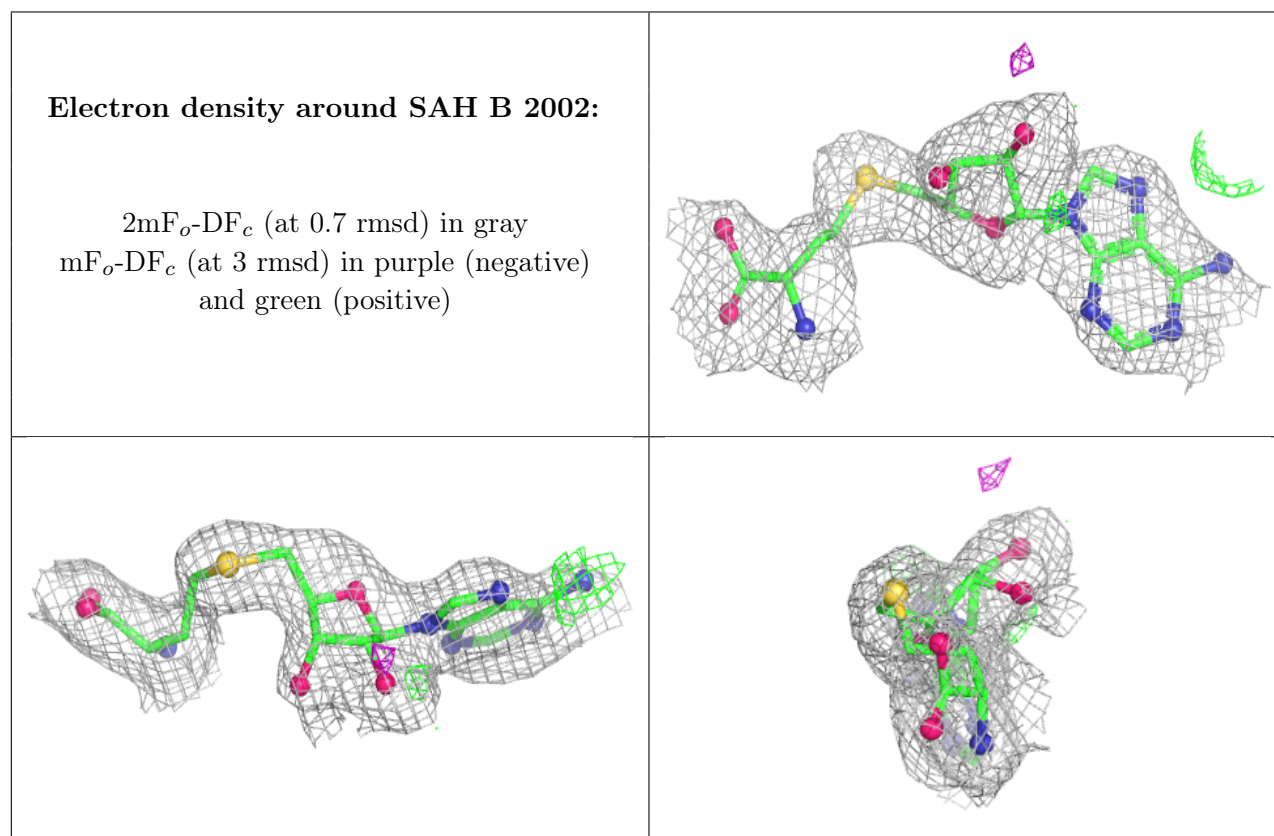 Electron density around SAH B 2002:
2mFₒ-DF𝒸 (at 0.7 rmsd) in gray
mFₒ-DF𝒸 (at 3 rmsd) in purple (negative)
and green (positive)